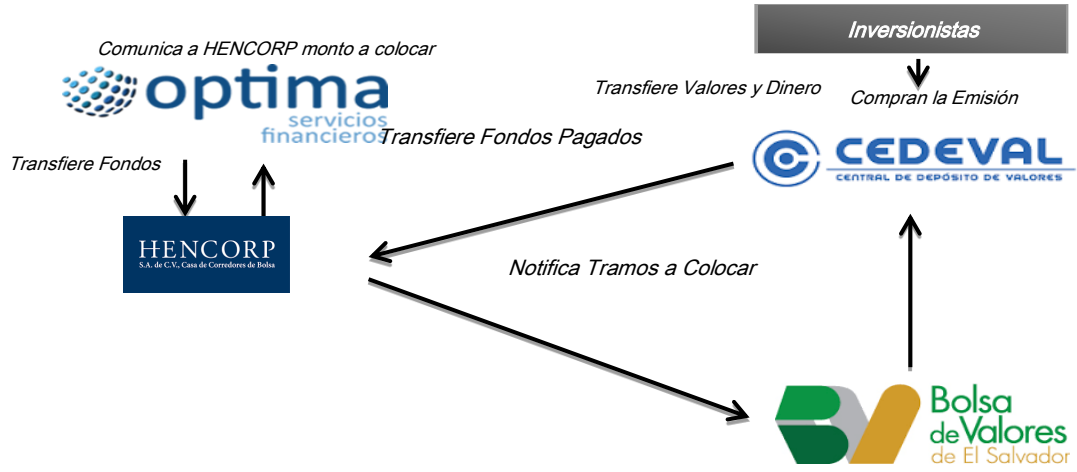 Inversionistas
Comunica a HENCORP monto a colocar
optima
servicios
financieros
Transfiere Valores y Dinero
Compran la Emisión
Transfiere Fondos Pagados
CEDEVAL
CENTRAL DE DEPÓSITO DE VALORES
Transfiere Fondos
HENCORP
S.A. de C.V., Casa de Corredores de Bolsa
Notifica Tramos a Colocar
Bolsa
de Valores
de El Salvador